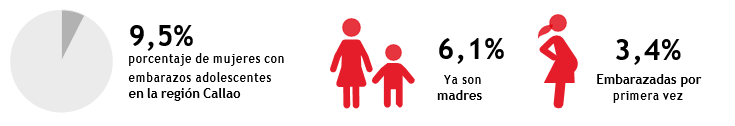 9,5%
porcentaje de mujeres con
embarazos adolescentes
en la región Callao
6,1%
Ya son
madres
3,4%
Embarazadas por
primera vez